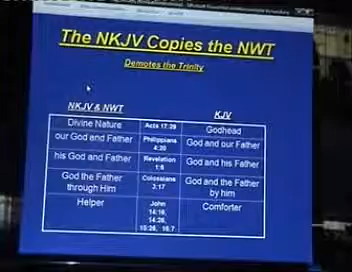 The NKJV Copies the NWT
Demotes the Trinity
NKJV & NWT
KJV
Divine Nature
Acts 17:29
Godhead
our God and Father
Philippians
4:20
God and our Father
his God and Father
Revelation
1:6
God and his Father
God the Father
through Him
Colossians
3:17
God and the Father
by him
Helper
John
14:16,
14:26,
15:26, 16:7
Comforter